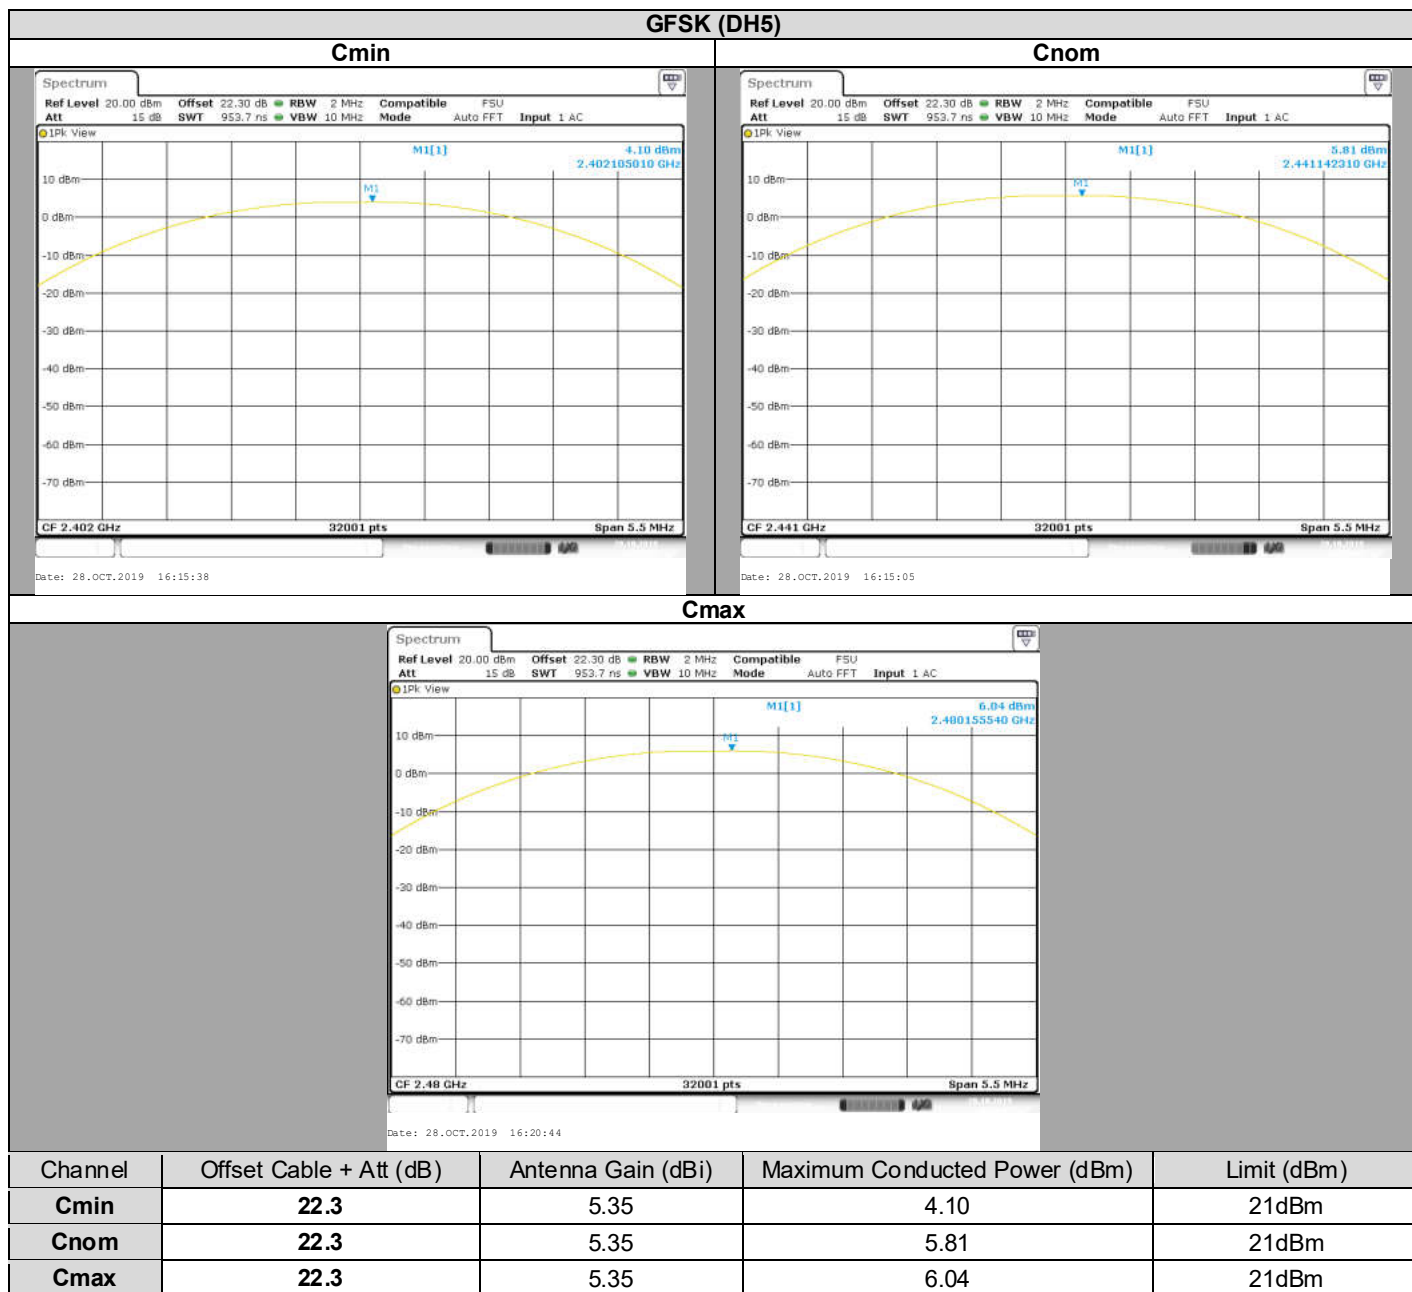 GFSK (DH5)
Cmin
Cnom
Spectrum
Ref Level 20.00 dBm Offset 22.30 dB RBW 2 MHz Compatible FSU
Att 15 dB SWT 953.7 ns VBW 10 MHz Mode Auto FFT Input 1 AC
1Pk View
M1[1] 4.10 dBm
2.402105010 GHz
M1
10 dBm
0 dBm
-10 dBm
-20 dBm
-30 dBm
-40 dBm
-50 dBm
-60 dBm
-70 dBm
CF 2.402 GHz 32001 pts Span 5.5 MHz
Date: 28.OCT.2019 16:15:38
Spectrum
Ref Level 20.00 dBm Offset 22.30 dB RBW 2 MHz Compatible FSU
Att 15 dB SWT 953.7 ns VBW 10 MHz Mode Auto FFT Input 1 AC
1Pk View
M1[1] 5.81 dBm
2.441142310 GHz
M1
10 dBm
0 dBm
-10 dBm
-20 dBm
-30 dBm
-40 dBm
-50 dBm
-60 dBm
-70 dBm
CF 2.441 GHz 32001 pts Span 5.5 MHz
Date: 28.OCT.2019 16:15:05
Cmax
Spectrum
Ref Level 20.00 dBm Offset 22.30 dB RBW 2 MHz Compatible FSU
Att 15 dB SWT 953.7 ns VBW 10 MHz Mode Auto FFT Input 1 AC
1Pk View
M1[1] 6.04 dBm
2.480155540 GHz
M1
10 dBm
0 dBm
-10 dBm
-20 dBm
-30 dBm
-40 dBm
-50 dBm
-60 dBm
-70 dBm
CF 2.48 GHz 32001 pts Span 5.5 MHz
Date: 28.OCT.2019 16:20:44
Channel Offset Cable + Att (dB) Antenna Gain (dBi) Maximum Conducted Power (dBm) Limit (dBm)
Cmin 22.3 5.35 4.10 21dBm
Cnom 22.3 5.35 5.81 21dBm
Cmax 22.3 5.35 6.04 21dBm